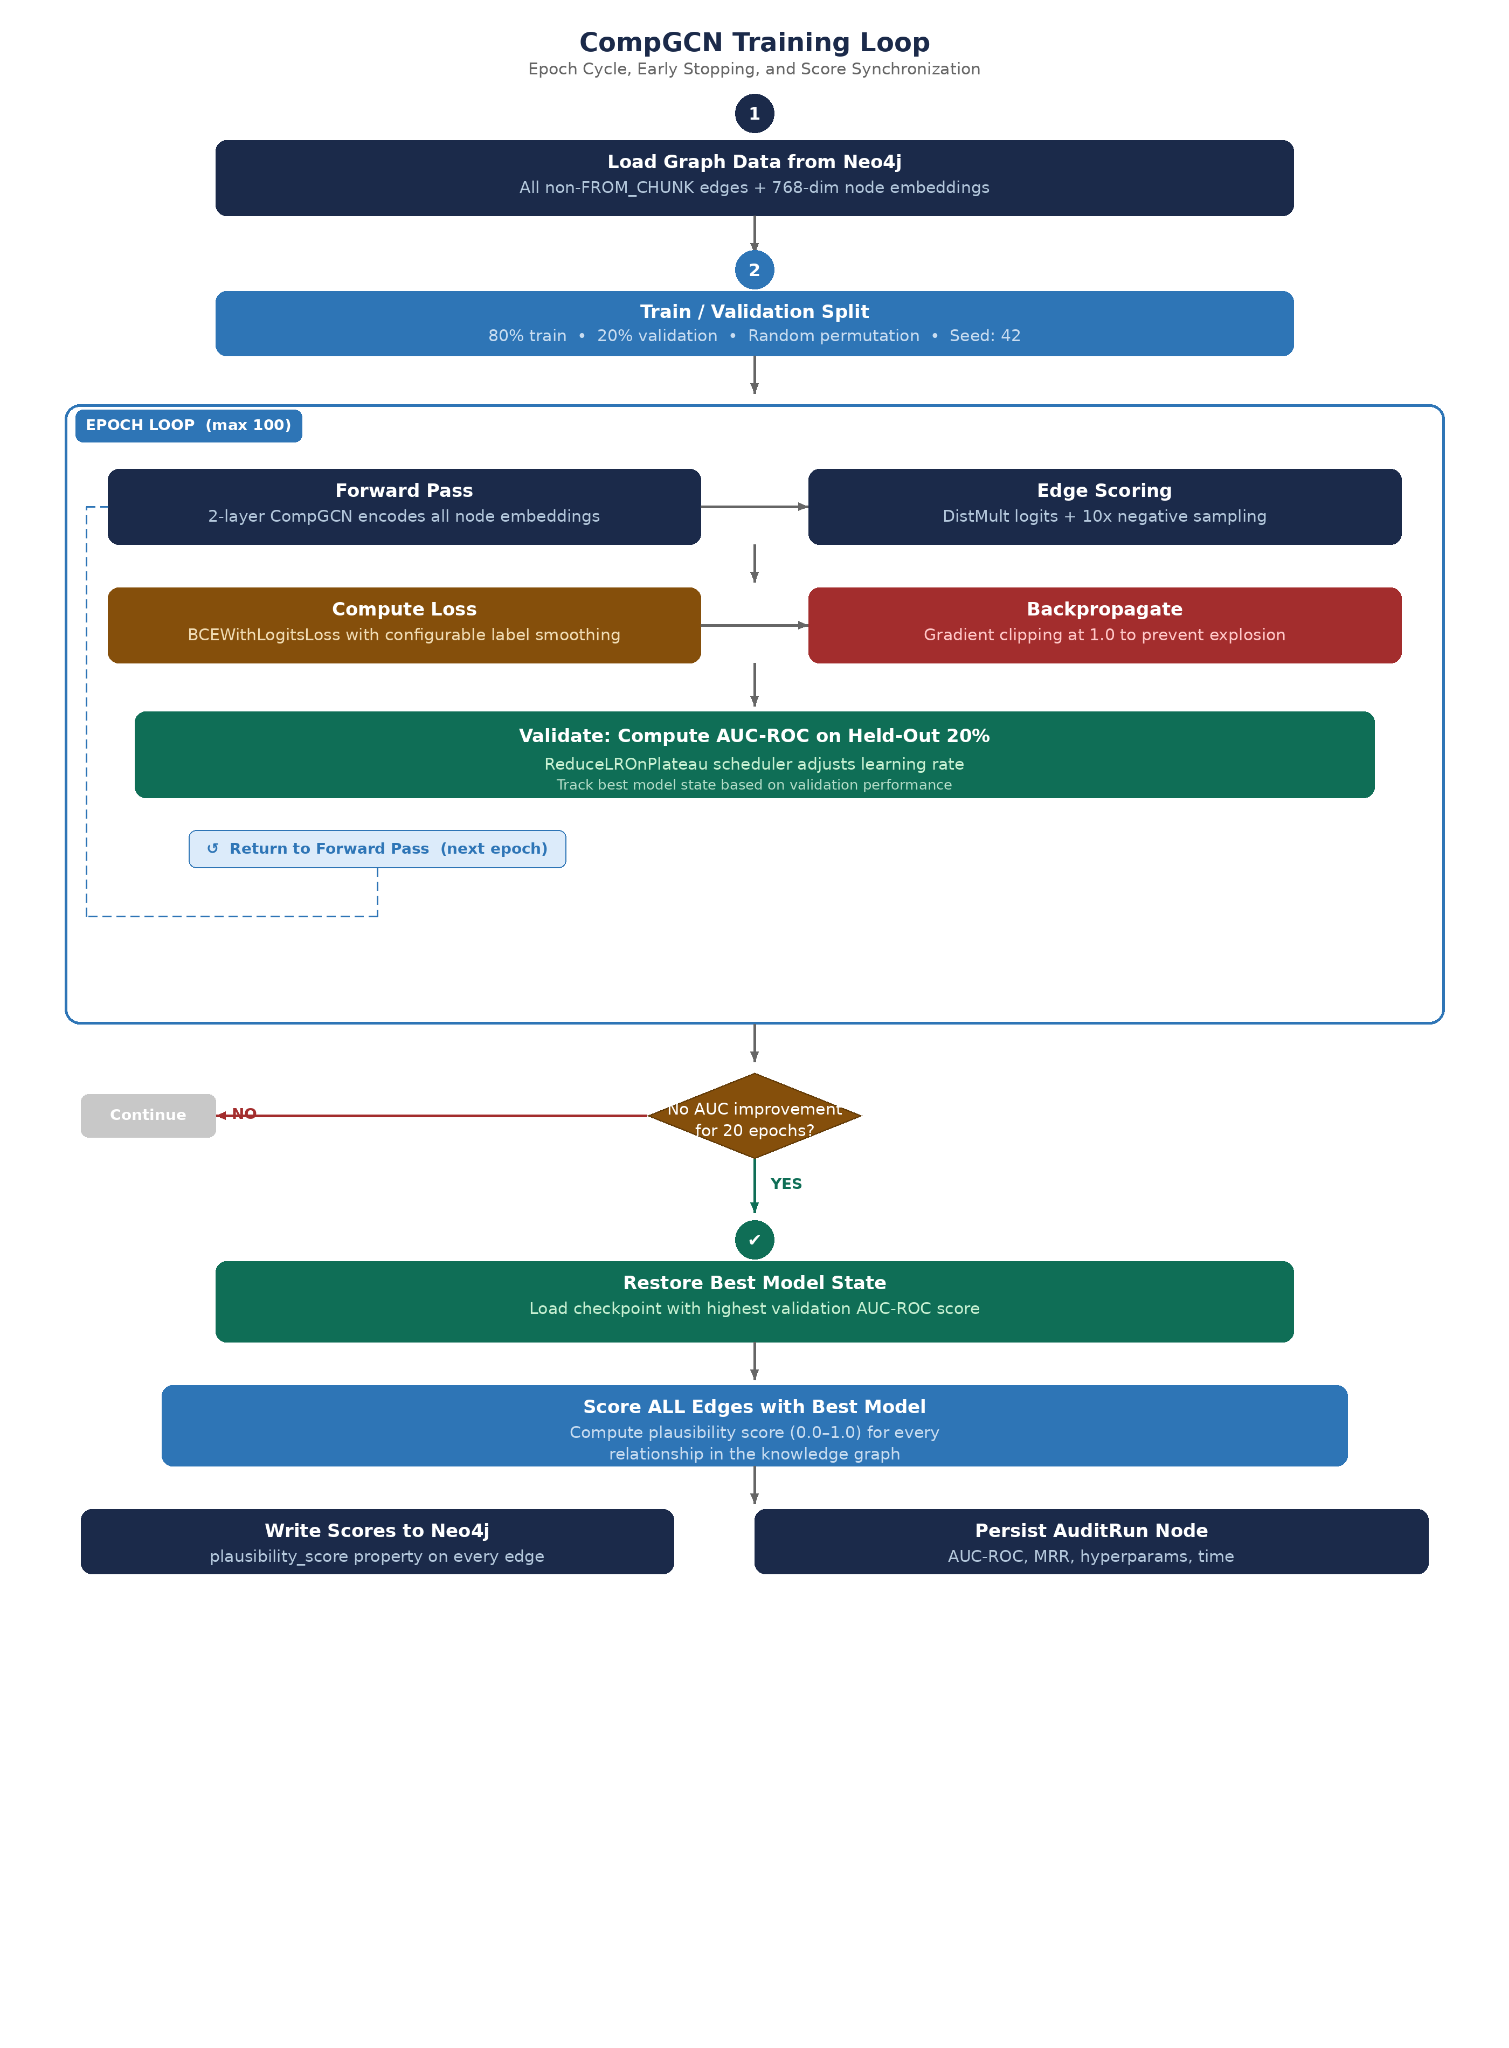 CompGCN Training Loop
Epoch Cycle, Early Stopping, and Score Synchronization
1
Load Graph Data from Neo4j
All non-FROM_CHUNK edges + 768-dim node embeddings
2
Train / Validation Split
80% train • 20% validation • Random permutation • Seed: 42
EPOCH LOOP (max 100)
Forward Pass
2-layer CompGCN encodes all node embeddings
Edge Scoring
DistMult logits + 10x negative sampling
Compute Loss
BCEWithLogitsLoss with configurable label smoothing
Backpropagate
Gradient clipping at 1.0 to prevent explosion
Validate: Compute AUC-ROC on Held-Out 20%
ReduceLROnPlateau scheduler adjusts learning rate
Track best model state based on validation performance
↺ Return to Forward Pass (next epoch)
No AUC improvement
for 20 epochs?
NO
Continue
YES
✔
Restore Best Model State
Load checkpoint with highest validation AUC-ROC score
Score ALL Edges with Best Model
Compute plausibility score (0.0–1.0) for every
relationship in the knowledge graph
Write Scores to Neo4j
plausibility_score property on every edge
Persist AuditRun Node
AUC-ROC, MRR, hyperparams, time